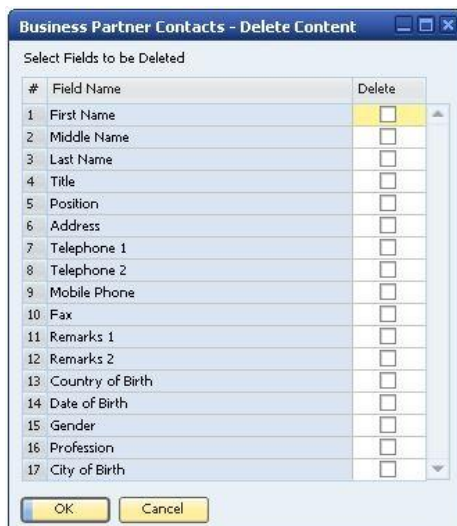 Business Partner Contacts - Delete Content
Select Fields to be Deleted
# Field Name Delete
1 First Name
2 Middle Name
3 Last Name
4 Title
5 Position
6 Address
7 Telephone 1
8 Telephone 2
9 Mobile Phone
10 Fax
11 Remarks 1
12 Remarks 2
13 Country of Birth
14 Date of Birth
15 Gender
16 Profession
17 City of Birth
OK Cancel